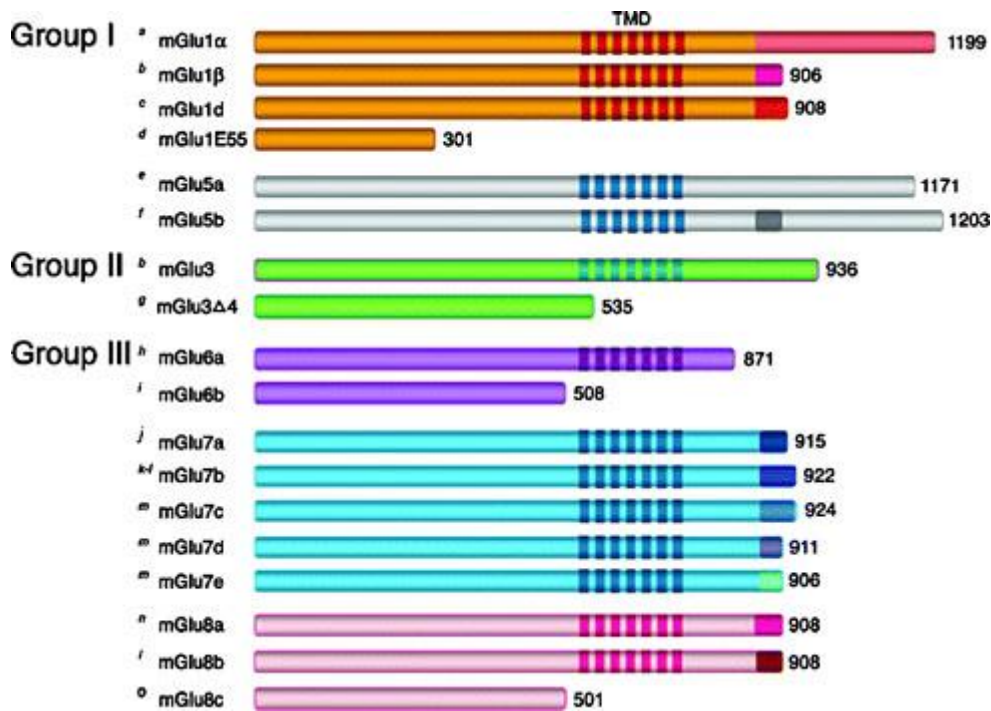 TMD
Group I a mGlu1α 1199
b mGlu1β 906
c mGlu1d 908
d mGlu1E55 301
e mGlu5a 1171
f mGlu5b 1203
Group II b mGlu3 936
g mGlu3Δ4 535
Group III h mGlu6a 871
i mGlu6b 508
j mGlu7a 915
k-l mGlu7b 922
m mGlu7c 924
m mGlu7d 911
m mGlu7e 906
n mGlu8a 908
mGlu8b 908
o mGlu8c 501